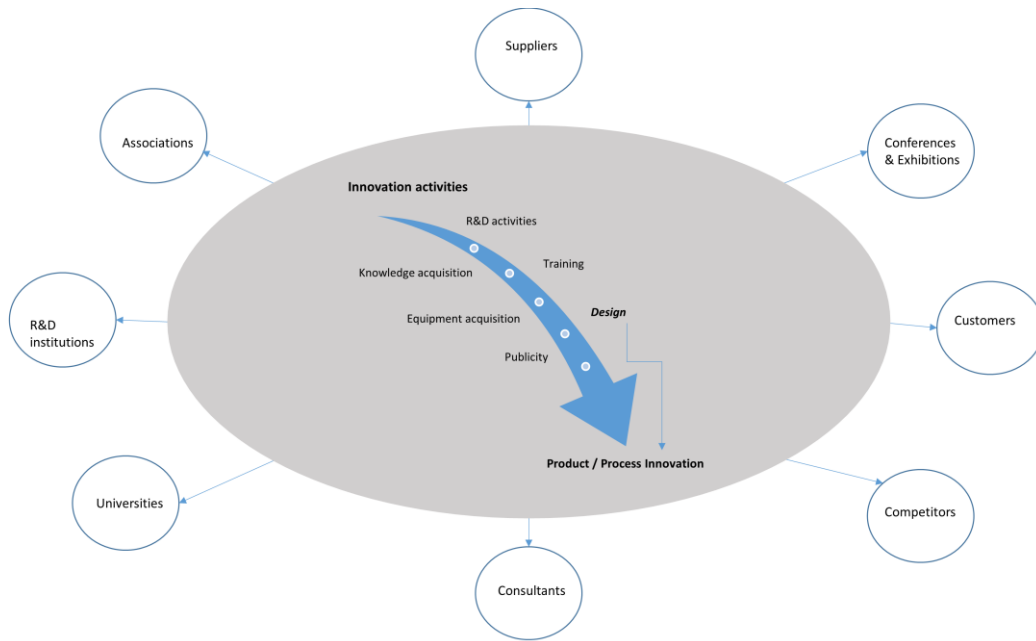 Suppliers
Associations
Conferences
& Exhibitions
Innovation activities
R&D activities
Training
Knowledge acquisition
Design
Equipment acquisition
R&D
institutions
Customers
Publicity
Product / Process Innovation
Universities
Competitors
Consultants